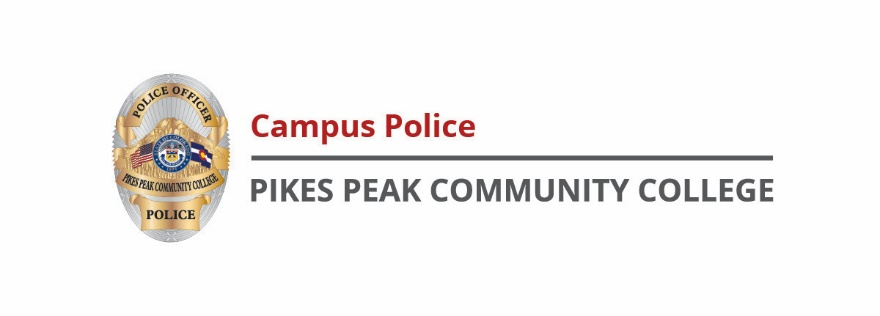 POLICE OFFICER
PIKES PEAK COMMUNITY COLLEGE
POLICE
Campus Police
PIKES PEAK COMMUNITY COLLEGE